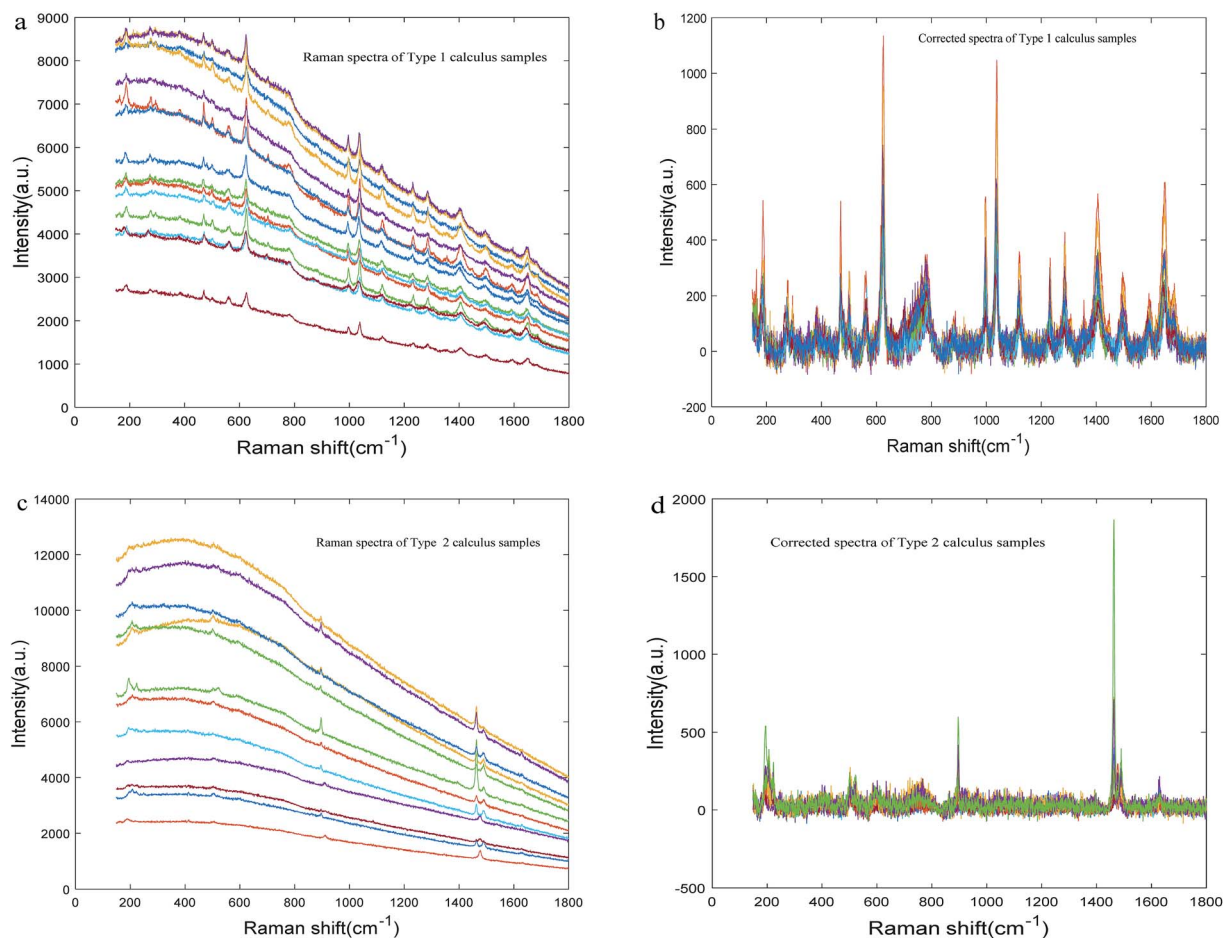 a
Raman spectra of Type 1 calculus samples
Intensity(a.u.)
9000
8000
7000
6000
5000
4000
3000
2000
1000
0
0 200 400 600 800 1000 1200 1400 1600 1800
Raman shift(cm-1)
b
Corrected spectra of Type 1 calculus samples
Intensity(a.u.)
1200
1000
800
600
400
200
0
-200
0 200 400 600 800 1000 1200 1400 1600 1800
Raman shift(cm-1)
c
Raman spectra of Type 2 calculus samples
Intensity(a.u.)
14000
12000
10000
8000
6000
4000
2000
0
0 200 400 600 800 1000 1200 1400 1600 1800
Raman shift(cm-1)
d
Corrected spectra of Type 2 calculus samples
Intensity(a.u.)
2000
1500
1000
500
0
-500
0 200 400 600 800 1000 1200 1400 1600 1800
Raman shift(cm-1)